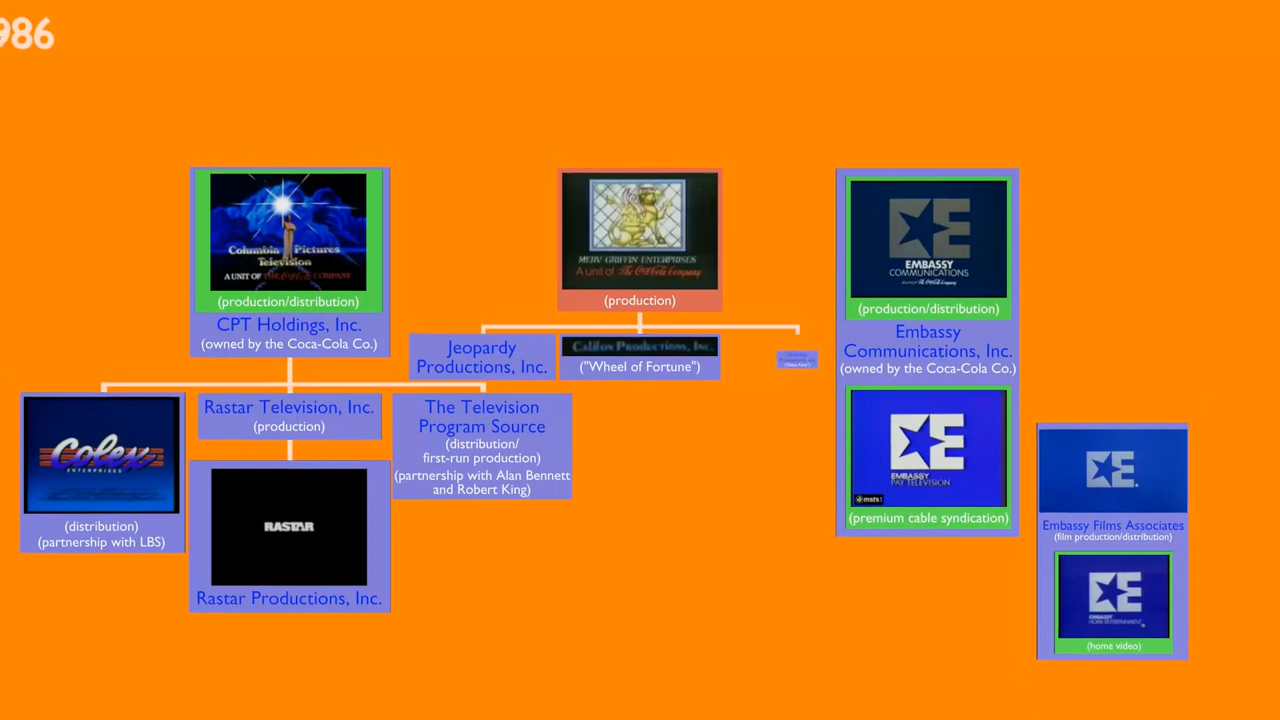 986
Columbia Pictures
Television
A UNIT OF THE Coca-Cola COMPANY
(production/distribution)
CPT Holdings, Inc.
(owned by the Coca-Cola Co.)
Colex
ENTERPRISES
(distribution)
(partnership with LBS)
Rastar Television, Inc.
(production)
RASTAR
Rastar Productions, Inc.
The Television
Program Source
(distribution/
first-run production)
(partnership with Alan Bennett
and Robert King)
MERV GRIFFIN ENTERPRISES
A unit of The Coca-Cola Company
(production)
Jeopardy
Productions, Inc.
Califon Productions, Inc.
("Wheel of Fortune")
E
EMBASSY
COMMUNICATIONS
(production/distribution)
Embassy
Communications, Inc.
(owned by the Coca-Cola Co.)
E
EMBASSY
PAY TELEVISION
msts1
(premium cable syndication)
E
Embassy Films Associates
(film production/distribution)
E
EMBASSY
HOME ENTERTAINMENT
(home video)